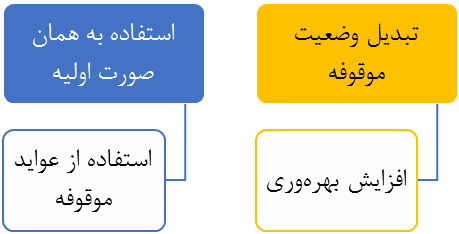 تبدیل وضعیت
موقوفه
افزایش بهره‌وری
استفاده به همان
صورت اولیه
استفاده از عواید
موقوفه